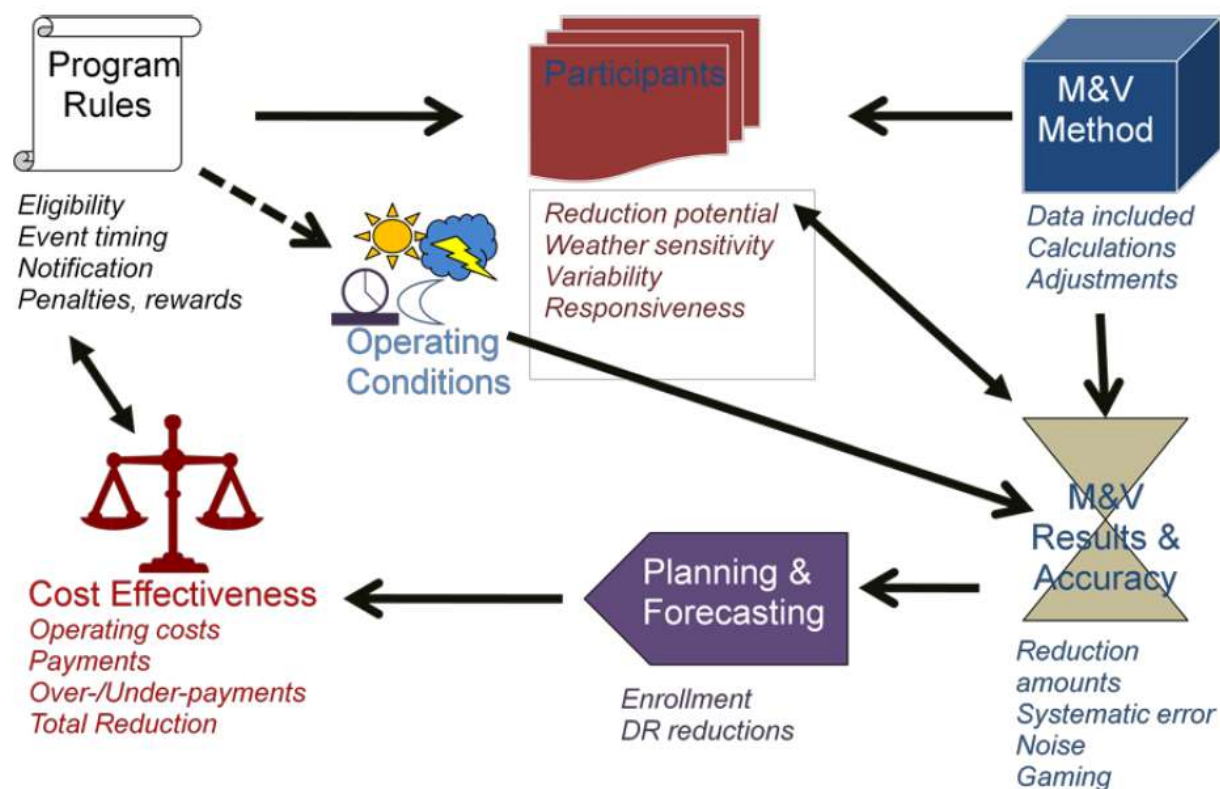 Program
Rules
Eligibility
Event timing
Notification
Penalties, rewards
Participants
Reduction potential
Weather sensitivity
Variability
Responsiveness
M&V
Method
Data included
Calculations
Adjustments
Operating
Conditions
M&V
Results &
Accuracy
Reduction
amounts
Systematic error
Noise
Gaming
Planning &
Forecasting
Enrollment
DR reductions
Cost Effectiveness
Operating costs
Payments
Over-/Under-payments
Total Reduction